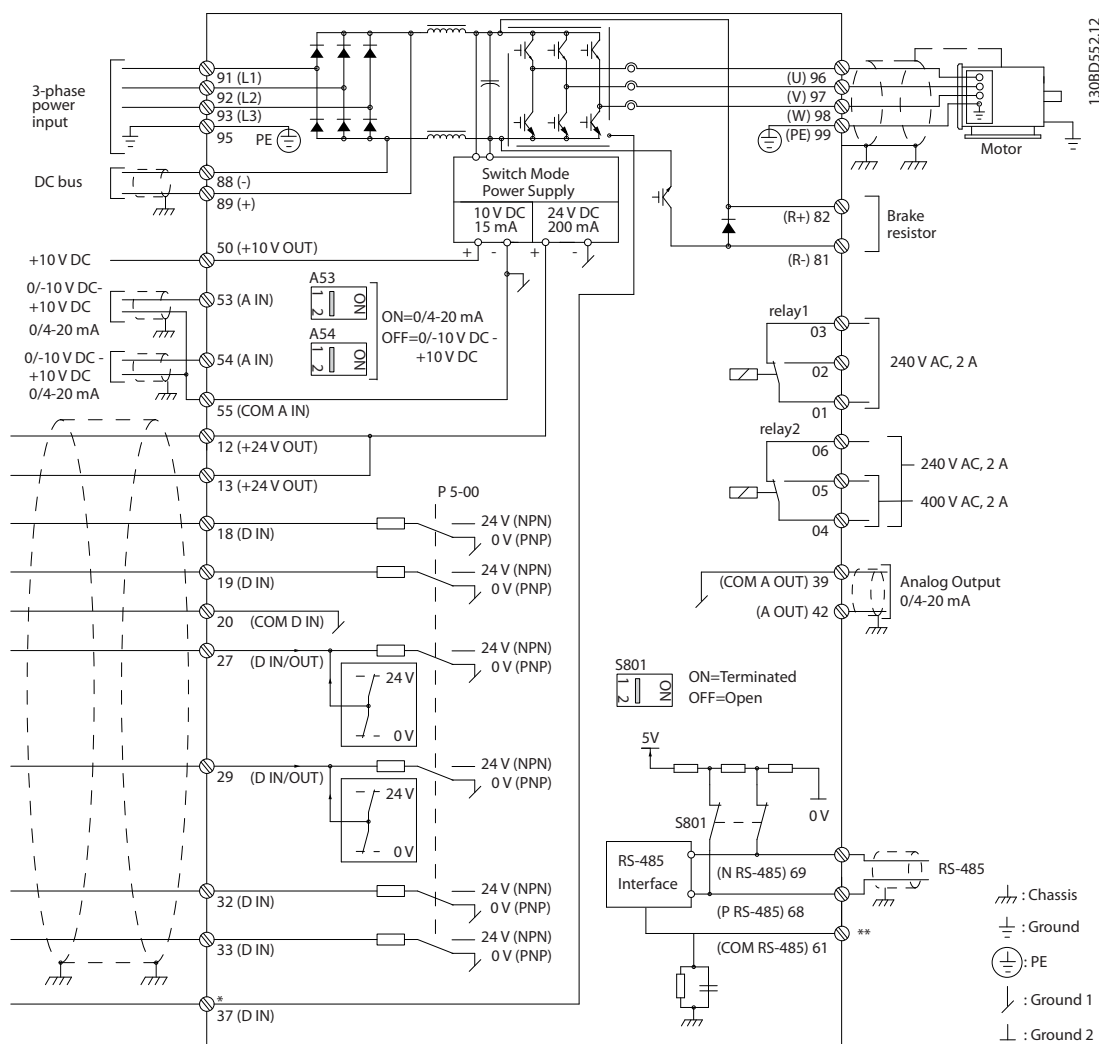 130BD552.12
3-phase
power
input
91 (L1)
92 (L2)
93 (L3)
95
PE
DC bus
88 (-)
89 (+)
50 (+10 V OUT)
+10 V DC
0/-10 V DC-
+10 V DC
0/4-20 mA
53 (A IN)
0/-10 V DC -
+10 V DC
0/4-20 mA
54 (A IN)
55 (COM A IN)
12 (+24 V OUT)
13 (+24 V OUT)
18 (D IN)
19 (D IN)
20 (COM D IN)
27 (D IN/OUT)
24 V
0 V
29 (D IN/OUT)
24 V
0 V
32 (D IN)
33 (D IN)
*
37 (D IN)
Switch Mode
Power Supply
10 V DC
15 mA
24 V DC
200 mA
+ - + -
A53
1 2 ON
A54
1 2 ON
ON=0/4-20 mA
OFF=0/-10 V DC -
+10 V DC
P 5-00
24 V (NPN)
0 V (PNP)
24 V (NPN)
0 V (PNP)
24 V (NPN)
0 V (PNP)
24 V (NPN)
0 V (PNP)
24 V (NPN)
0 V (PNP)
24 V (NPN)
0 V (PNP)
(U) 96
(V) 97
(W) 98
(PE) 99
Motor
(R+) 82
(R-) 81
Brake
resistor
relay1
03
02
01
240 V AC, 2 A
relay2
06
05
04
240 V AC, 2 A
400 V AC, 2 A
(COM A OUT) 39
(A OUT) 42
Analog Output
0/4-20 mA
S801
1 2 ON
ON=Terminated
OFF=Open
5V
0 V
S801
RS-485
Interface
(N RS-485) 69
(P RS-485) 68
(COM RS-485) 61
**
RS-485
: Chassis
: Ground
: PE
: Ground 1
: Ground 2